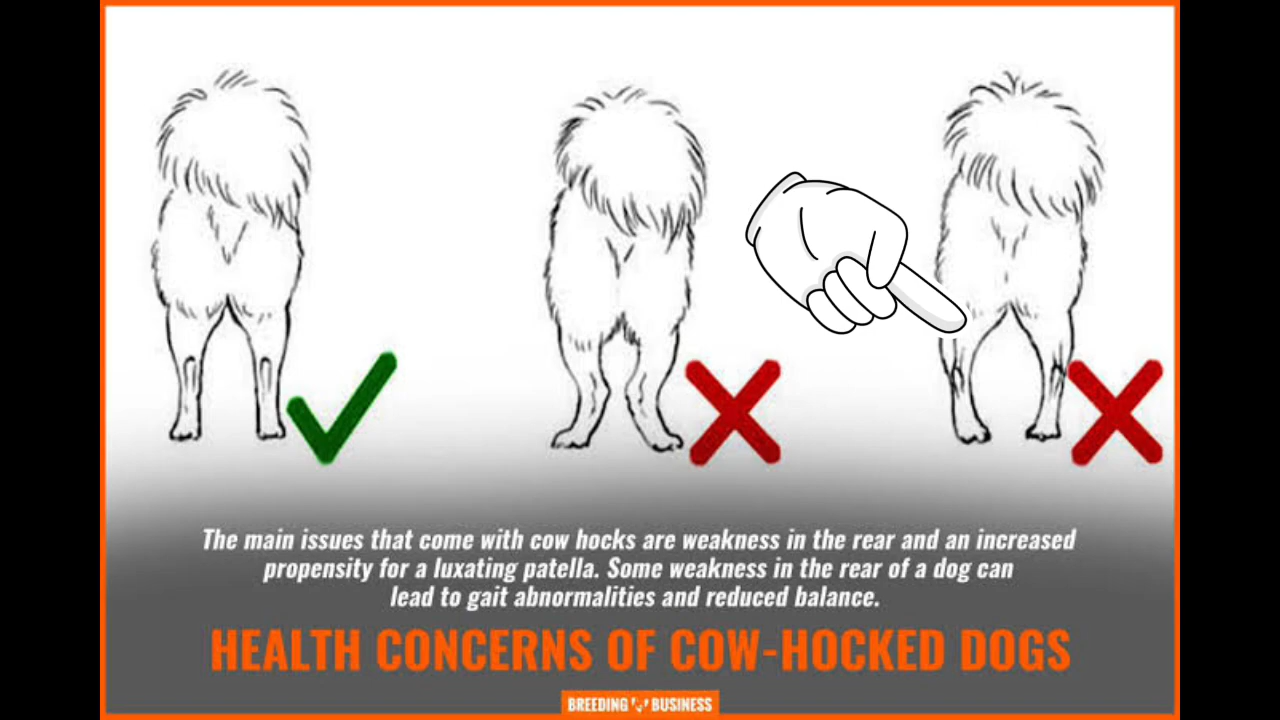 The main issues that come with cow hocks are weakness in the rear and an increased
propensity for a luxating patella. Some weakness in the rear of a dog can
lead to gait abnormalities and reduced balance.
HEALTH CONCERNS OF COW-HOCKED DOGS
BREEDING BUSINESS